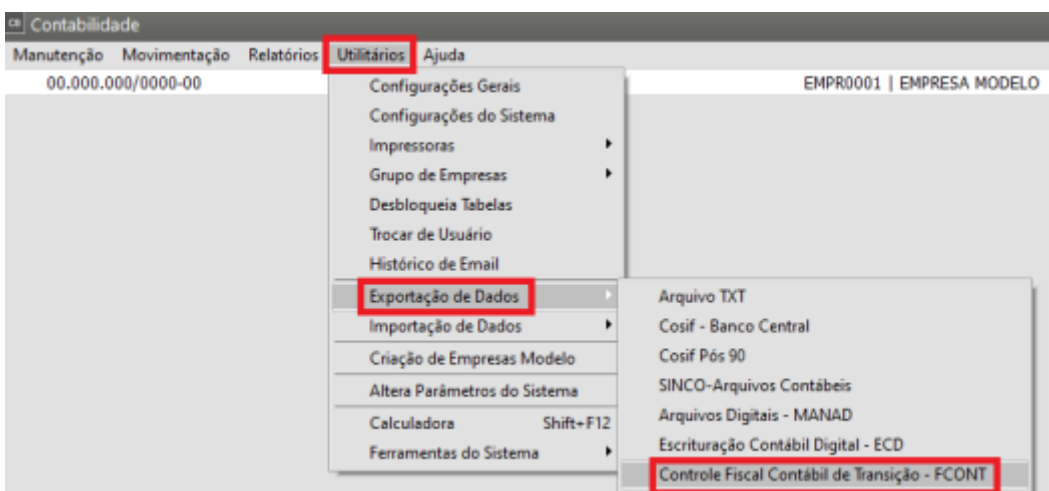 CB Contabilidade
Manutenção Movimentação Relatórios Utilitários Ajuda
00.000.000/0000-00 EMPR0001 | EMPRESA MODELO
Configurações Gerais
Configurações do Sistema
Impressoras
Grupo de Empresas
Desbloqueia Tabelas
Trocar de Usuário
Histórico de Email
Exportação de Dados
Importação de Dados
Criação de Empresas Modelo
Altera Parâmetros do Sistema
Calculadora Shift+F12
Ferramentas do Sistema
Arquivo TXT
Cosif - Banco Central
Cosif Pós 90
SINCO-Arquivos Contábeis
Arquivos Digitais - MANAD
Escrituração Contábil Digital - ECD
Controle Fiscal Contábil de Transição - FCONT